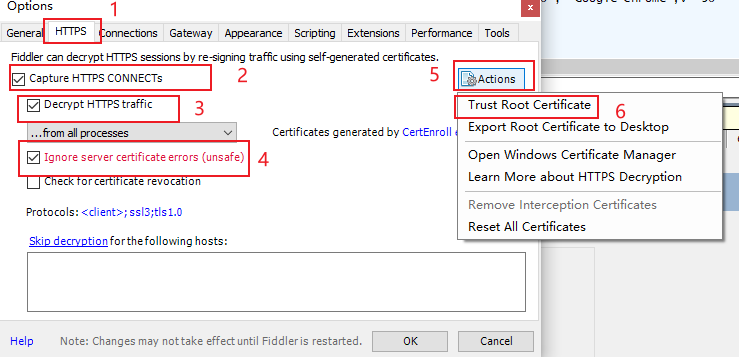 Options
1
General HTTPS Connections Gateway Appearance Scripting Extensions Performance Tools
Fiddler can decrypt HTTPS sessions by re-signing traffic using self-generated certificates.
Capture HTTPS CONNECTs
2
5
Actions
Decrypt HTTPS traffic
3
Trust Root Certificate
6
...from all processes
Certificates generated by CertEnroll
Export Root Certificate to Desktop
Ignore server certificate errors (unsafe)
4
Open Windows Certificate Manager
Check for certificate revocation
Learn More about HTTPS Decryption
Protocols: <client>;ssl3;tls1.0
Remove Interception Certificates
Reset All Certificates
Skip decryption for the following hosts:
Help
Note: Changes may not take effect until Fiddler is restarted.
OK
Cancel